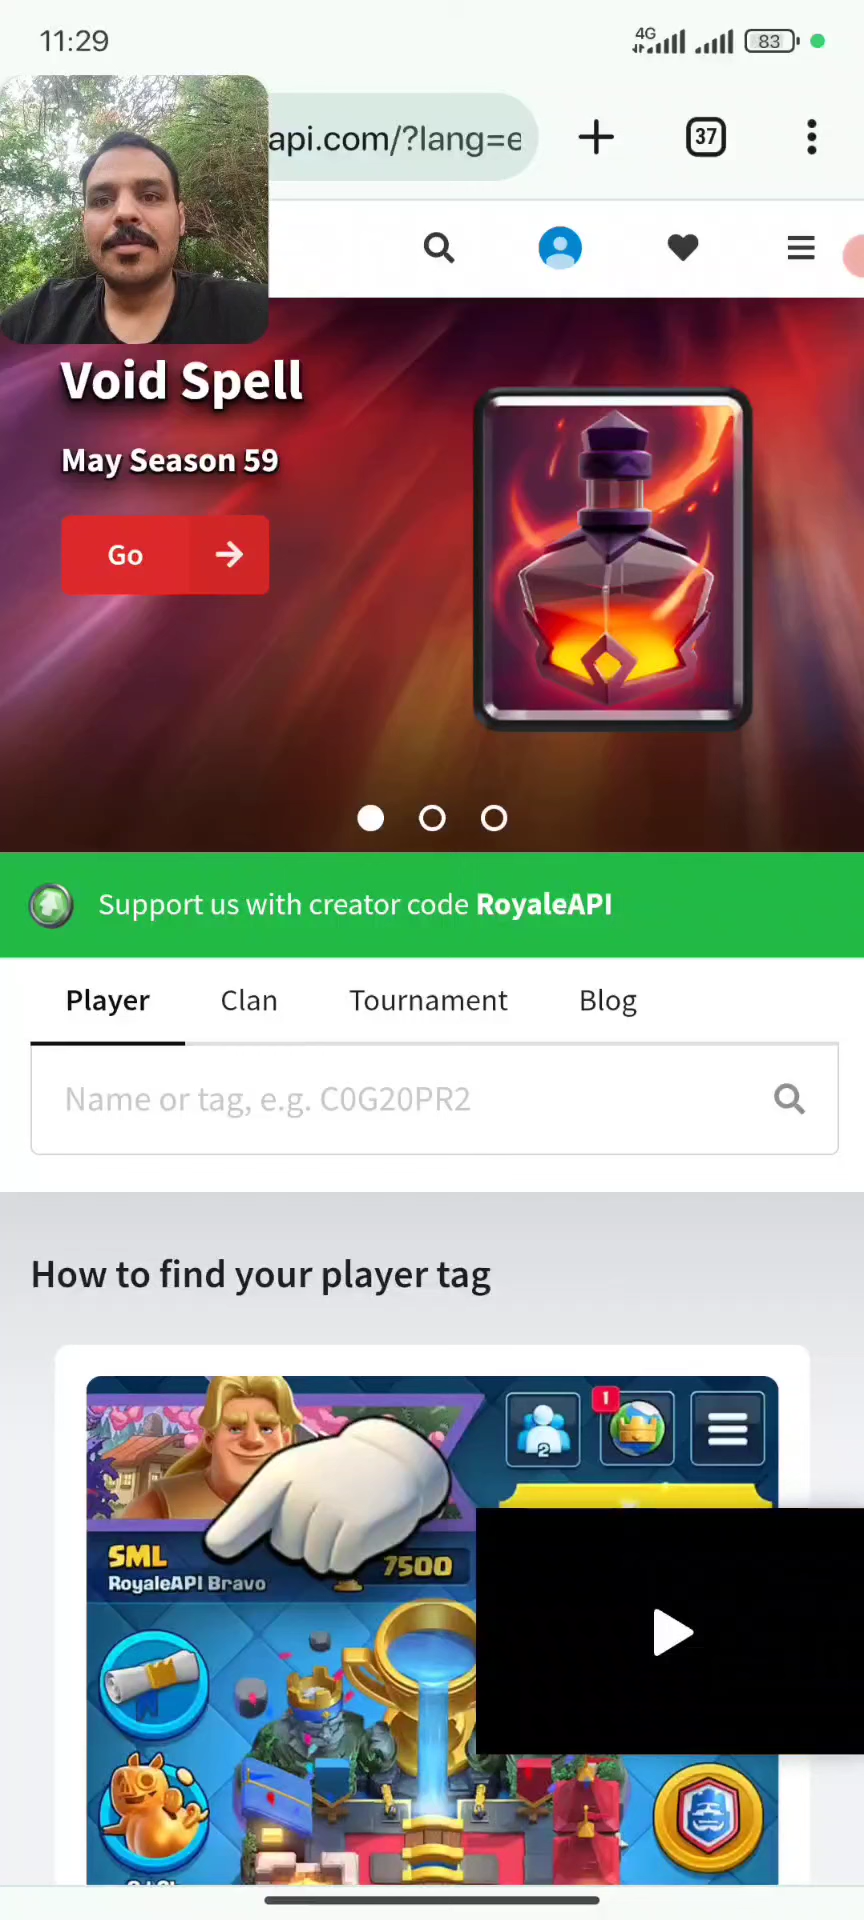 11:29
4G
83
api.com/?lang=e
37
Void Spell
May Season 59
Go
Support us with creator code RoyaleAPI
Player Clan Tournament Blog
Name or tag, e.g. C0G20PR2
How to find your player tag
1
2
SML
7500
RoyaleAPI Bravo